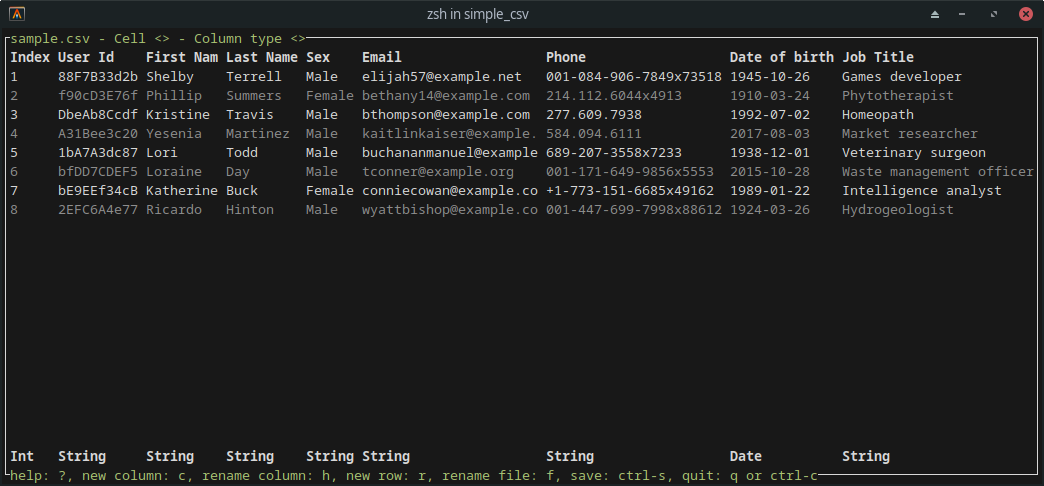 zsh in simple_csv
sample.csv - Cell <> - Column type <>
Index User Id First Nam Last Name Sex Email Phone Date of birth Job Title
1 88F7B33d2b Shelby Terrell Male elijah57@example.net 001-084-906-7849x73518 1945-10-26 Games developer
2 f90cD3E76f Phillip Summers Female bethany14@example.com 214.112.6044x4913 1910-03-24 Phytotherapist
3 DbeAb8Ccdf Kristine Travis Male bthompson@example.com 277.609.7938 1992-07-02 Homeopath
4 A31Bee3c20 Yesenia Martinez Male kaitlinkaiser@example. 584.094.6111 2017-08-03 Market researcher
5 1bA7A3dc87 Lori Todd Male buchananmanuel@example 689-207-3558x7233 1938-12-01 Veterinary surgeon
6 bfDD7CDEF5 Loraine Day Male tconner@example.org 001-171-649-9856x5553 2015-10-28 Waste management officer
7 bE9EEf34cB Katherine Buck Female conniecowan@example.co +1-773-151-6685x49162 1989-01-22 Intelligence analyst
8 2EFC6A4e77 Ricardo Hinton Male wyattbishop@example.co 001-447-699-7998x88612 1924-03-26 Hydrogeologist
Int String String String String String String Date String
help: ?, new column: c, rename column: h, new row: r, rename file: f, save: ctrl-s, quit: q or ctrl-c